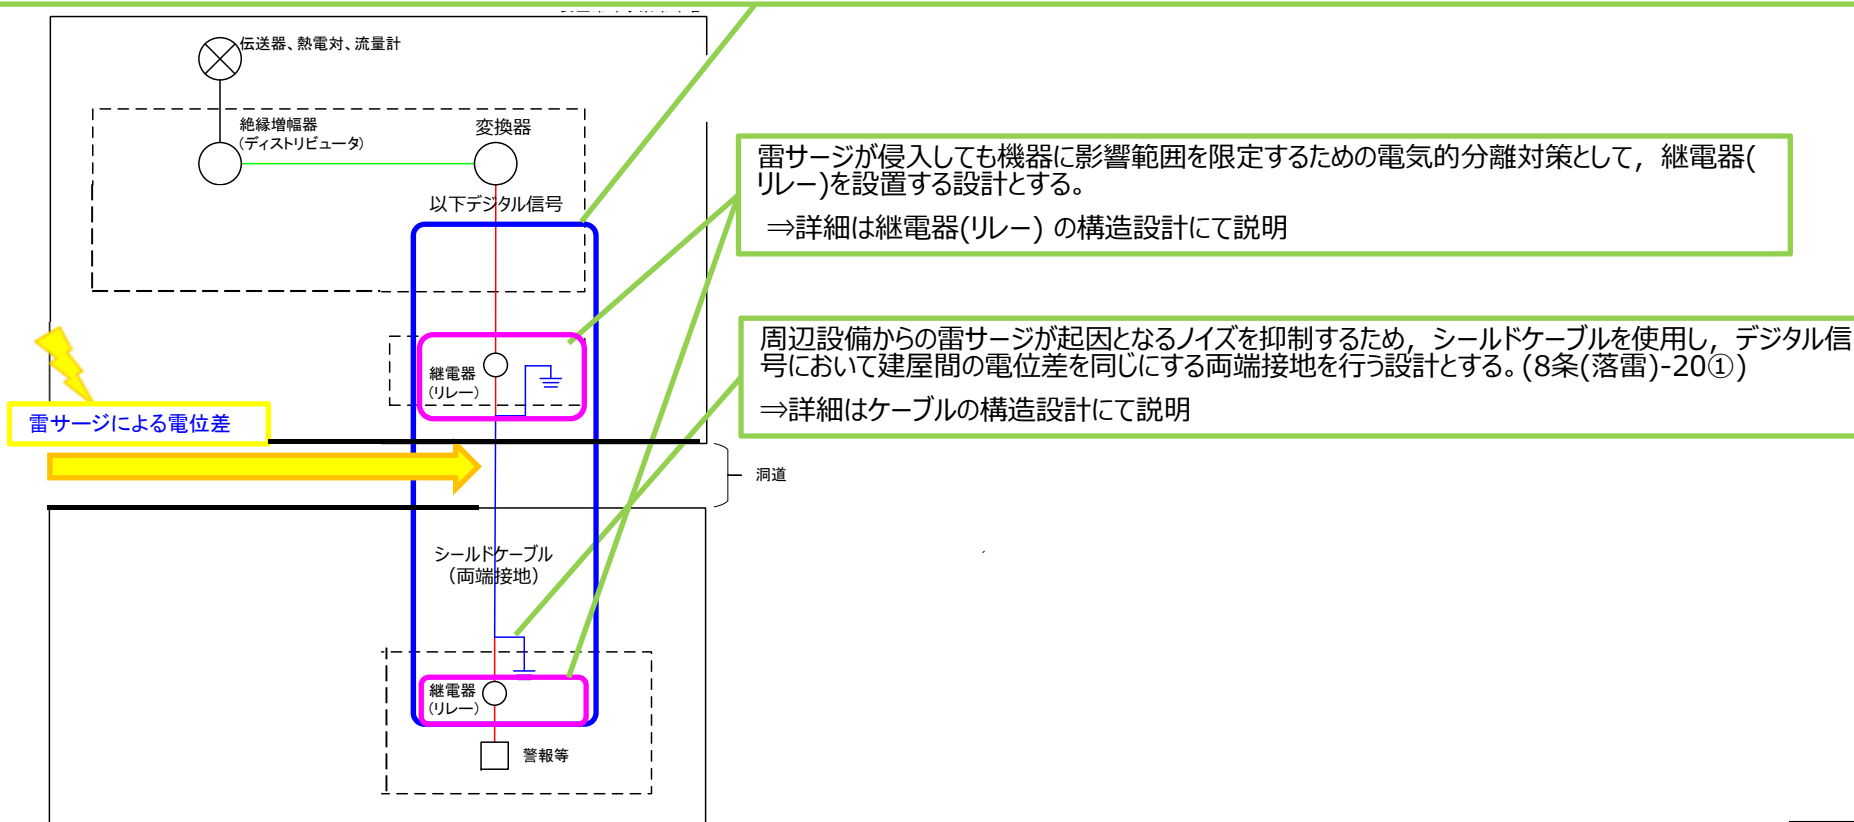 伝送器、熱電対、流量計
絶縁増幅器
(ディストリビュータ)
変換器
以下デジタル信号
雷サージが侵入しても機器に影響範囲を限定するための電気的分離対策として，継電器(
リレー)を設置する設計とする。
⇒詳細は継電器(リレー) の構造設計にて説明
周辺設備からの雷サージが起因となるノイズを抑制するため，シールドケーブルを使用し，デジタル信
号において建屋間の電位差を同じにする両端接地を行う設計とする。(8条(落雷)-20①)
⇒詳細はケーブルの構造設計にて説明
継電器
(リレー)
雷サージによる電位差
洞道
シールドケーブル
（両端接地）
継電器
(リレー)
警報等